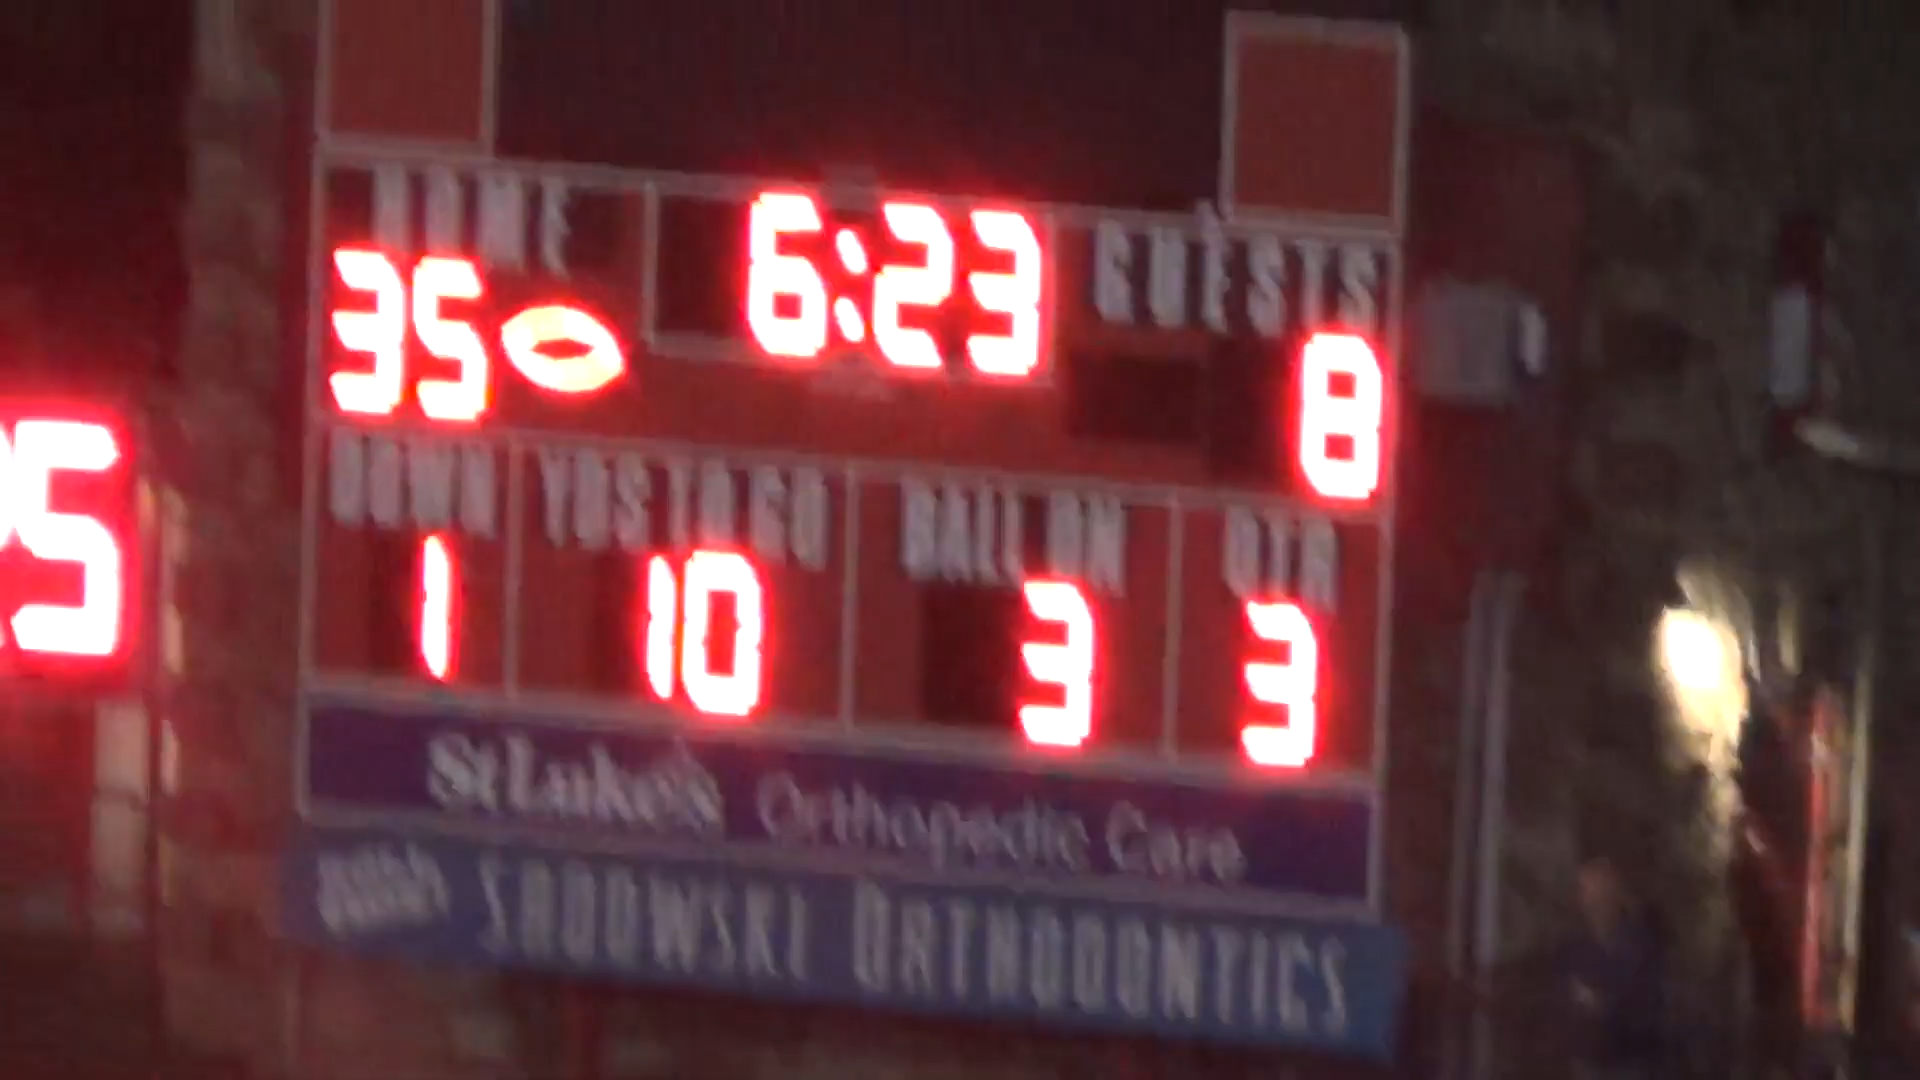 HOME 6:23 GUESTS
35 8
DOWN YDS TO GO BALL ON QTR
1 10 3 3
St Luke's Orthopedic Care
SADOWSKI ORTHODONTICS
5